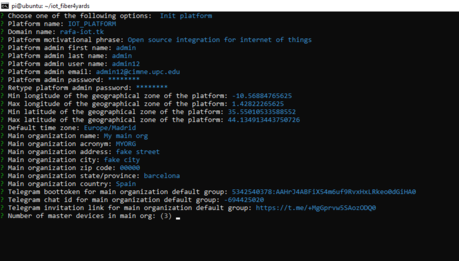 pi@ubuntu: ~/iot_fiber4yards
? Choose one of the following options: Init platform
? Platform name: IOT_PLATFORM
? Domain name: rafa-iot.tk
? Platform motivational phrase: Open source integration for internet of things
? Platform admin first name: admin
? Platform admin last name: admin
? Platform admin user name: admin12
? Platform admin email: admin12@cimne.upc.edu
? Platform admin password: ********
? Retype platform admin password: ********
? Min longitude of the geographical zone of the platform: -10.56884765625
? Max longitude of the geographical zone of the platform: 1.42822265625
? Min latitude of the geographical zone of the platform: 35.55010533588552
? Max latitude of the geographical zone of the platform: 44.134913443750726
? Default time zone: Europe/Madrid
? Main organization name: My main org
? Main organization acronym: MYORG
? Main organization address: fake street
? Main organization city: fake city
? Main organization zip code: 00000
? Main organization state/province: barcelona
? Main organization country: Spain
? Telegram boottoken for main organization default group:
? Telegram chat id for main organization default group: -694425020
? Telegram invitation link for main organization default group:
? Number of master devices in main org: (3)